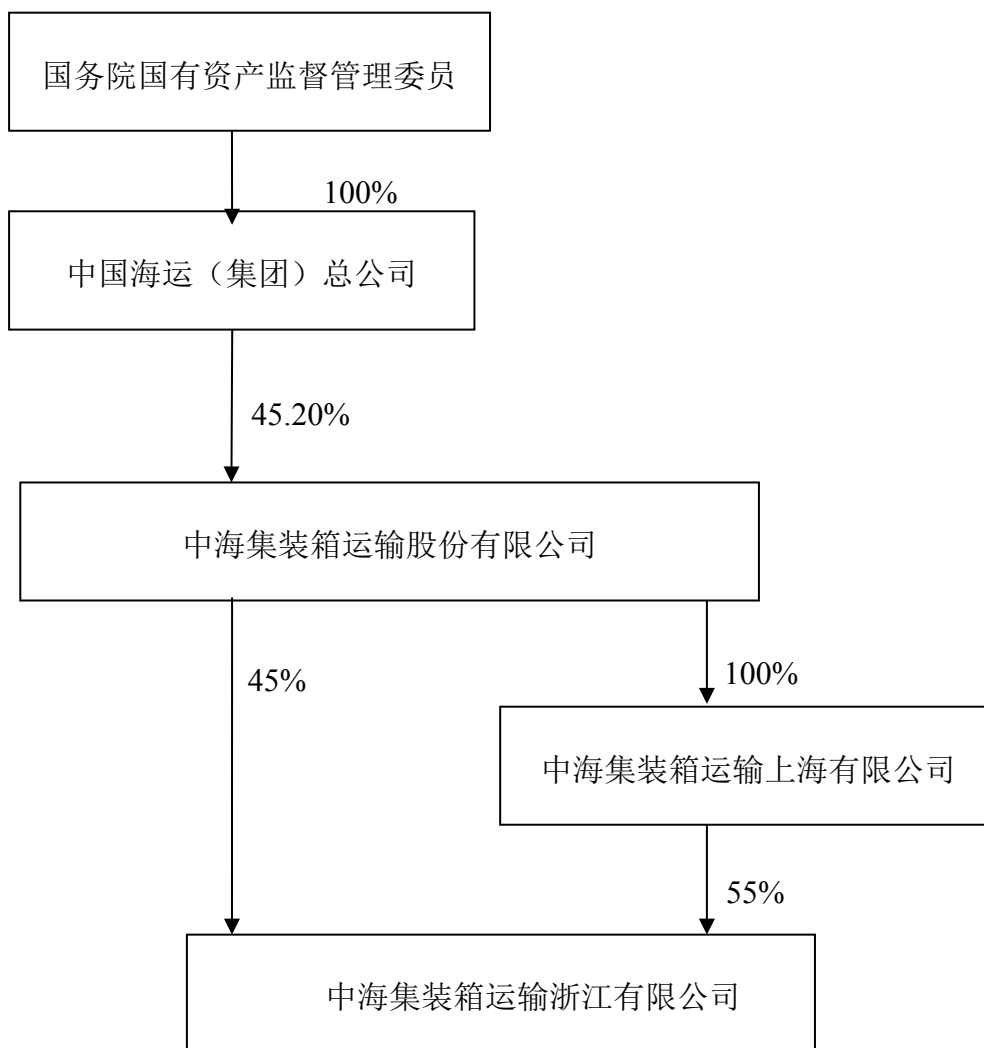 国务院国有资产监督管理委员
100%
中国海运（集团）总公司
45.20%
中海集装箱运输股份有限公司
45%
100%
中海集装箱运输上海有限公司
55%
中海集装箱运输浙江有限公司